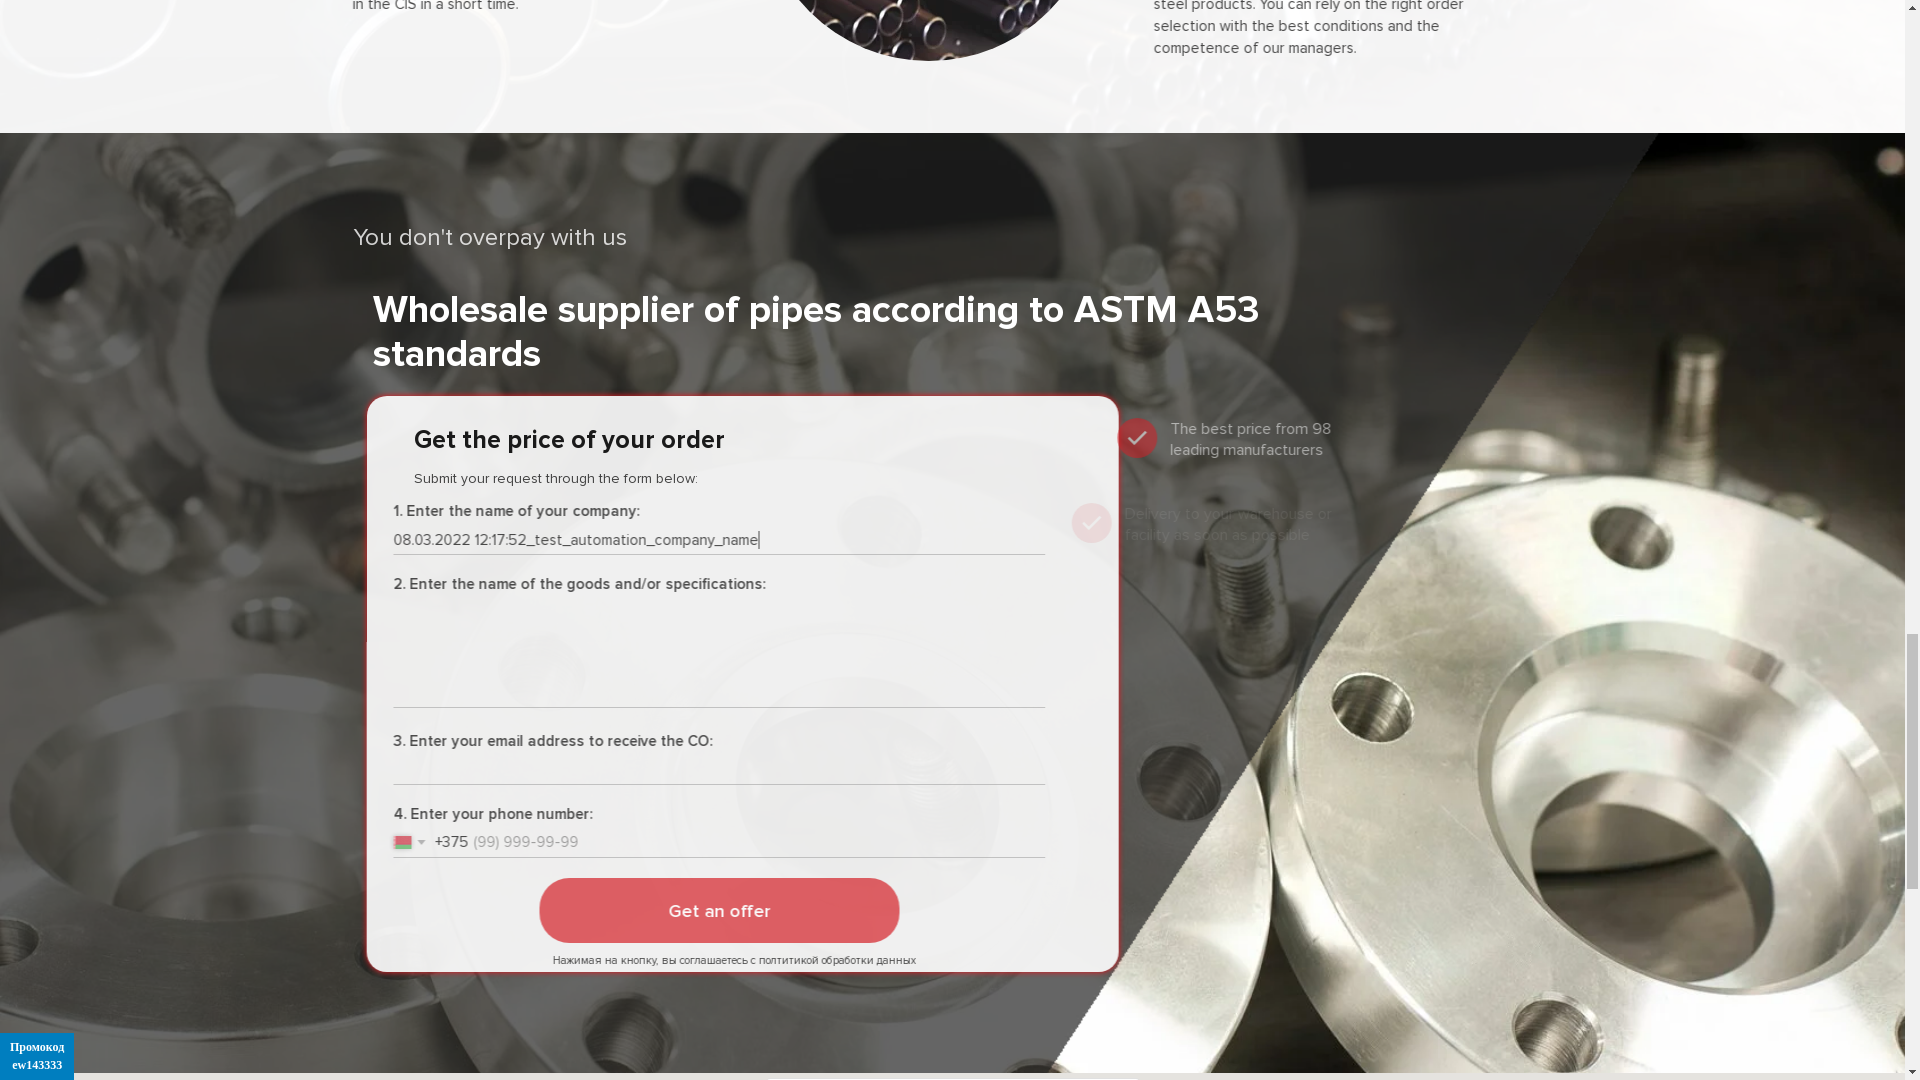 in the CIS in a short time.
steel products. You can rely on the right order
selection with the best conditions and the
competence of our managers.
You don't overpay with us
Wholesale supplier of pipes according to ASTM A53
standards
Get the price of your order
Submit your request through the form below:
1. Enter the name of your company:
08.03.2022 12:17:52_test_automation_company_name
2. Enter the name of the goods and/or specifications:
3. Enter your email address to receive the CO:
4. Enter your phone number:
+375 (99) 999-99-99
Get an offer
Нажимая на кнопку, вы соглашаетесь с полтитикой обработки данных
The best price from 98
leading manufacturers
Delivery to your warehouse or
facility as soon as possible
Промокод
ew143333